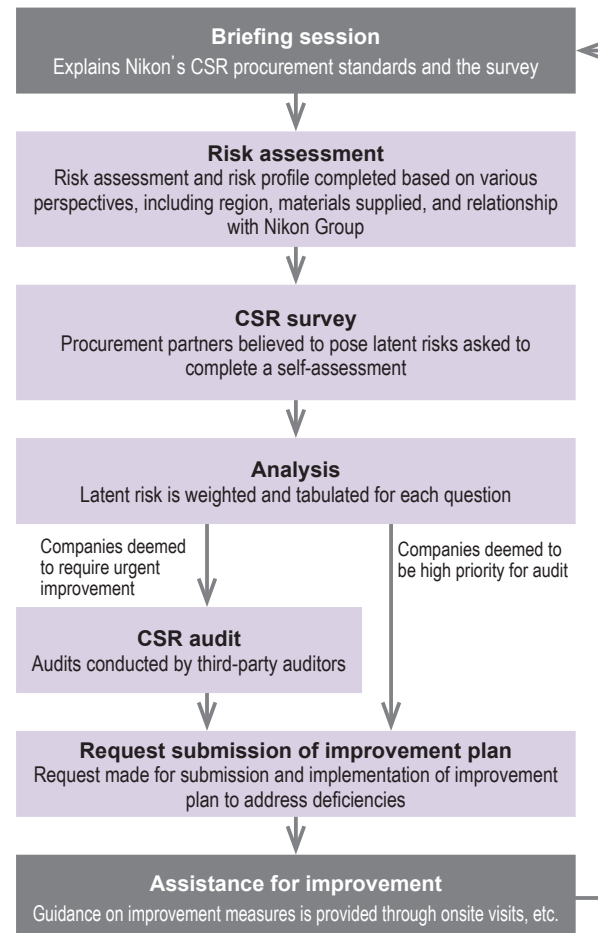 Briefing session
Explains Nikon's CSR procurement standards and the survey
Risk assessment
Risk assessment and risk profile completed based on various
perspectives, including region, materials supplied, and relationship
with Nikon Group
CSR survey
Procurement partners believed to pose latent risks asked to
complete a self-assessment
Analysis
Latent risk is weighted and tabulated for each question
Companies deemed
to require urgent
improvement
Companies deemed to
be high priority for audit
CSR audit
Audits conducted by third-party auditors
Request submission of improvement plan
Request made for submission and implementation of improvement
plan to address deficiencies
Assistance for improvement
Guidance on improvement measures is provided through onsite visits, etc.